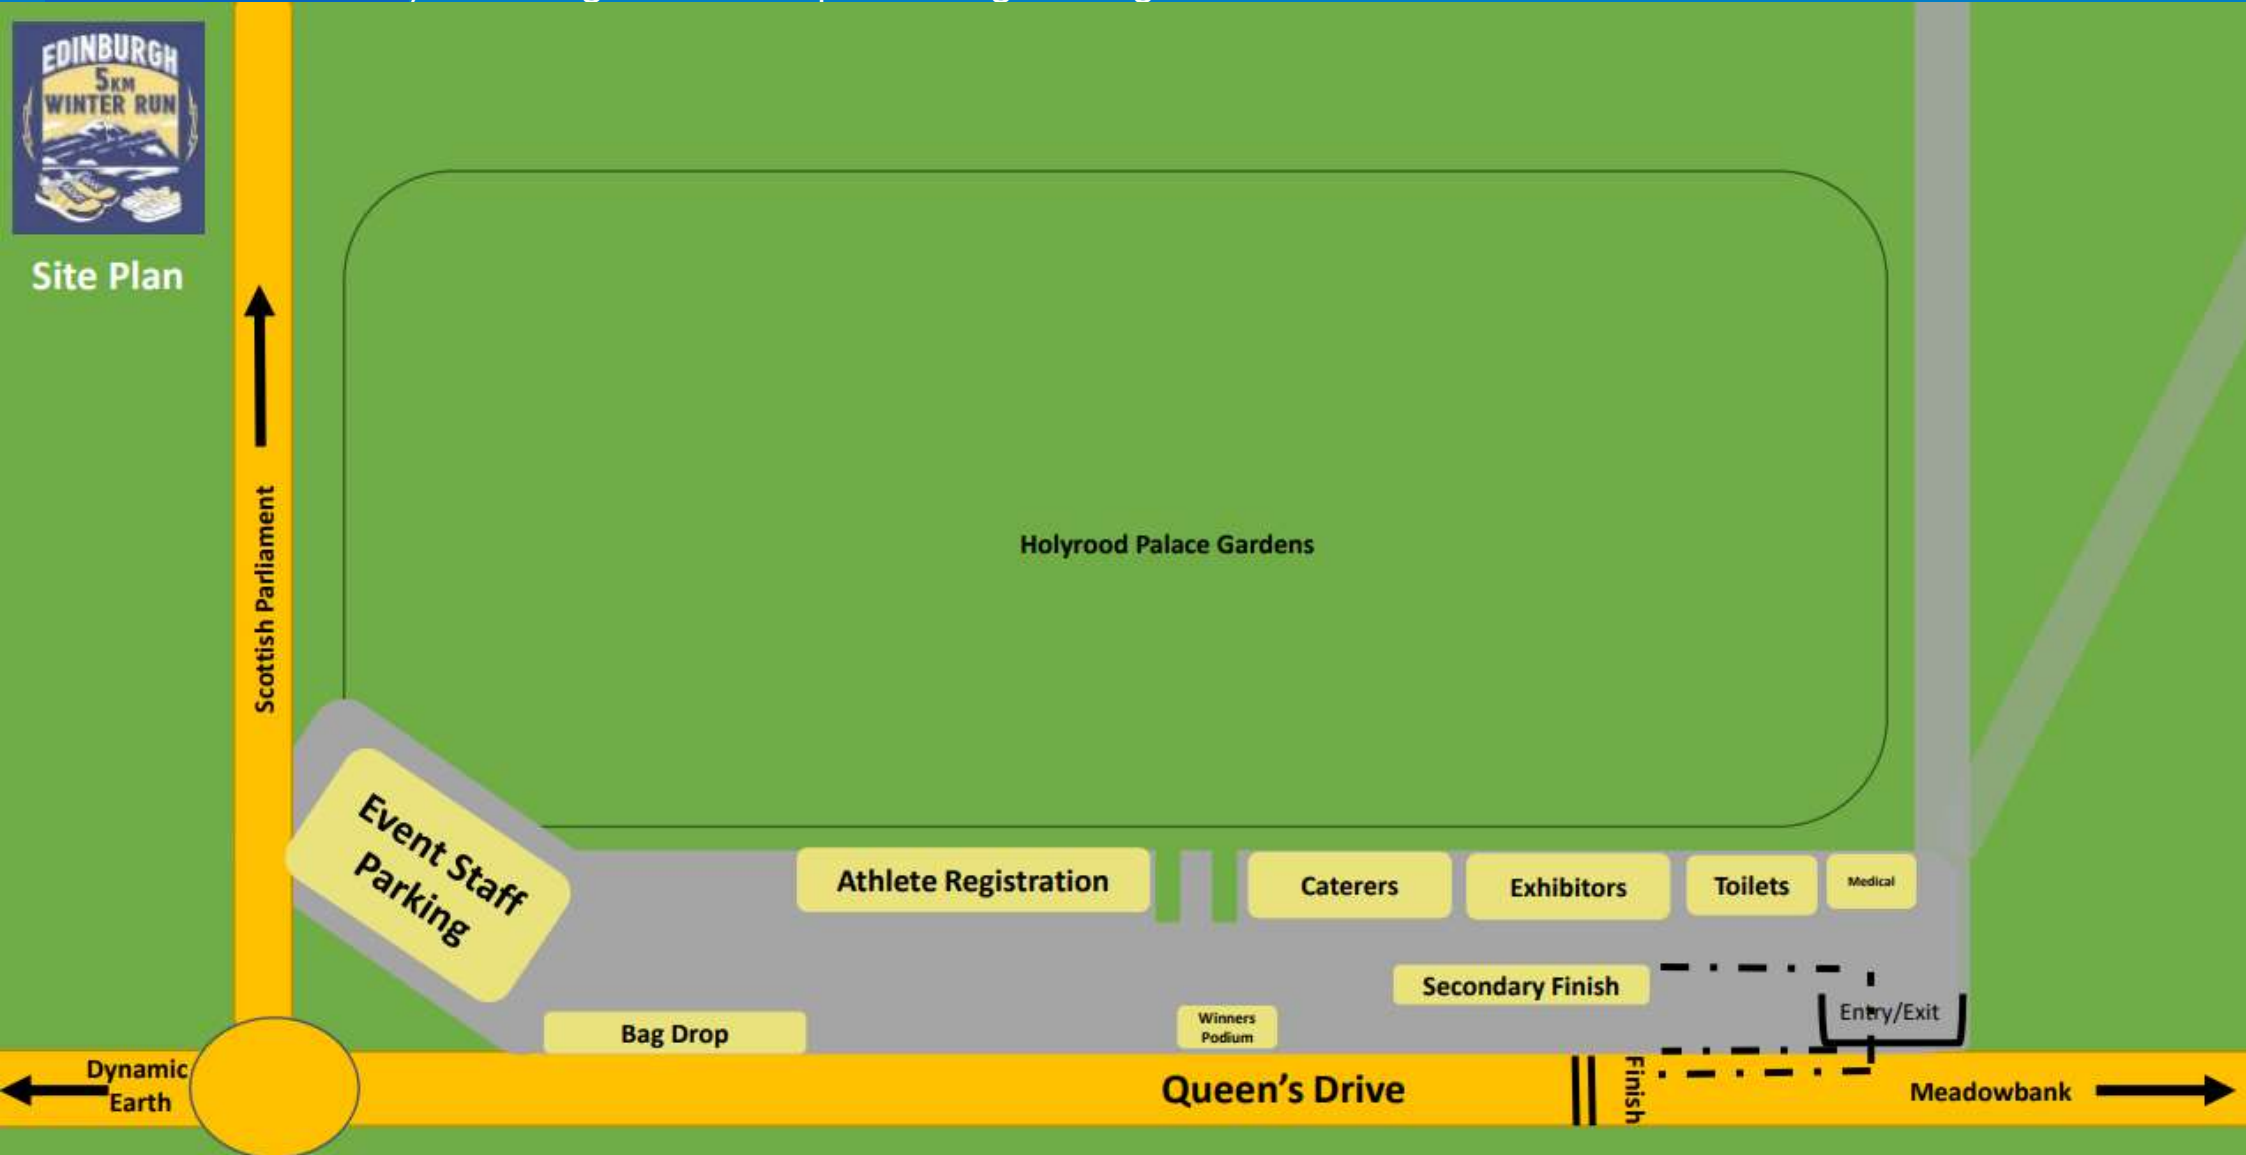 EDINBURGH
5KM
WINTER RUN
Site Plan
Scottish Parliament
Holyrood Palace Gardens
Event Staff
Parking
Athlete Registration
Caterers
Exhibitors
Toilets
Medical
Secondary Finish
Entry/Exit
Winners
Podium
Bag Drop
Dynamic
Earth
Queen's Drive
Finish
Meadowbank